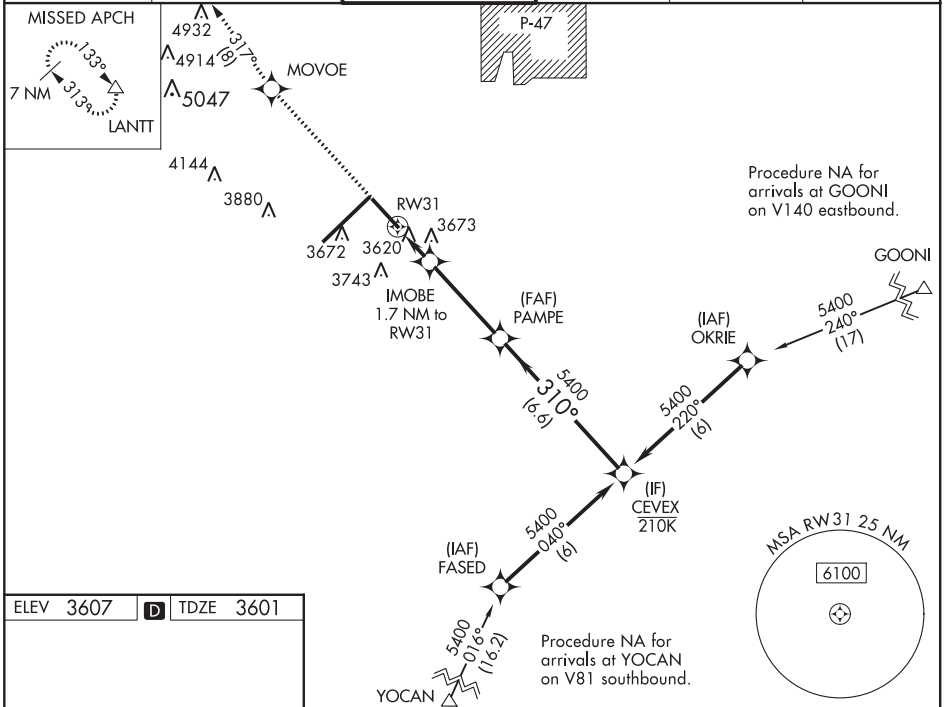 MISSED APCH
133°
313°
7 NM
LANTT
4932
4914
5047
317°
(8)
MOVOE
P-47
4144
3880
RW31
3672
3620
3673
3743
IMOBE
1.7 NM to
RW31
(FAF)
PAMPE
5400
310°
(6.6)
Procedure NA for
arrivals at GOONI
on V140 eastbound.
GOONI
5400
240°
(17)
(IAF)
OKRIE
5400
220°
(6)
(IF)
CEVEX
210K
5400
040°
(6)
(IAF)
FASED
5400
016°
(16.2)
YOCAN
Procedure NA for
arrivals at YOCAN
on V81 southbound.
MSA RW31 25 NM
6100
ELEV 3607 D TDZE 3601